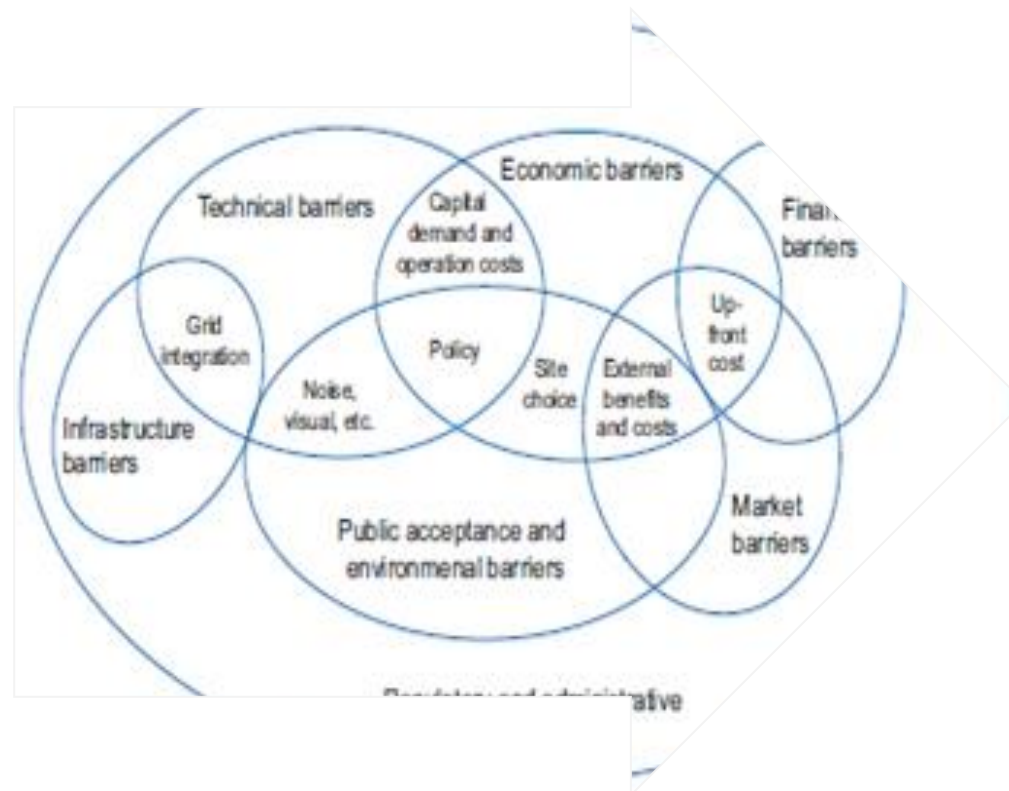 Economic barriers
Technical barriers
Capital
demand and
operation costs
barriers
Up-
front
cost
Grid
integration
Policy
Site
choice
External
benefits
and costs
Noise,
visual, etc.
Infrastructure
barriers
Market
barriers
Public acceptance and
environmenal barriers